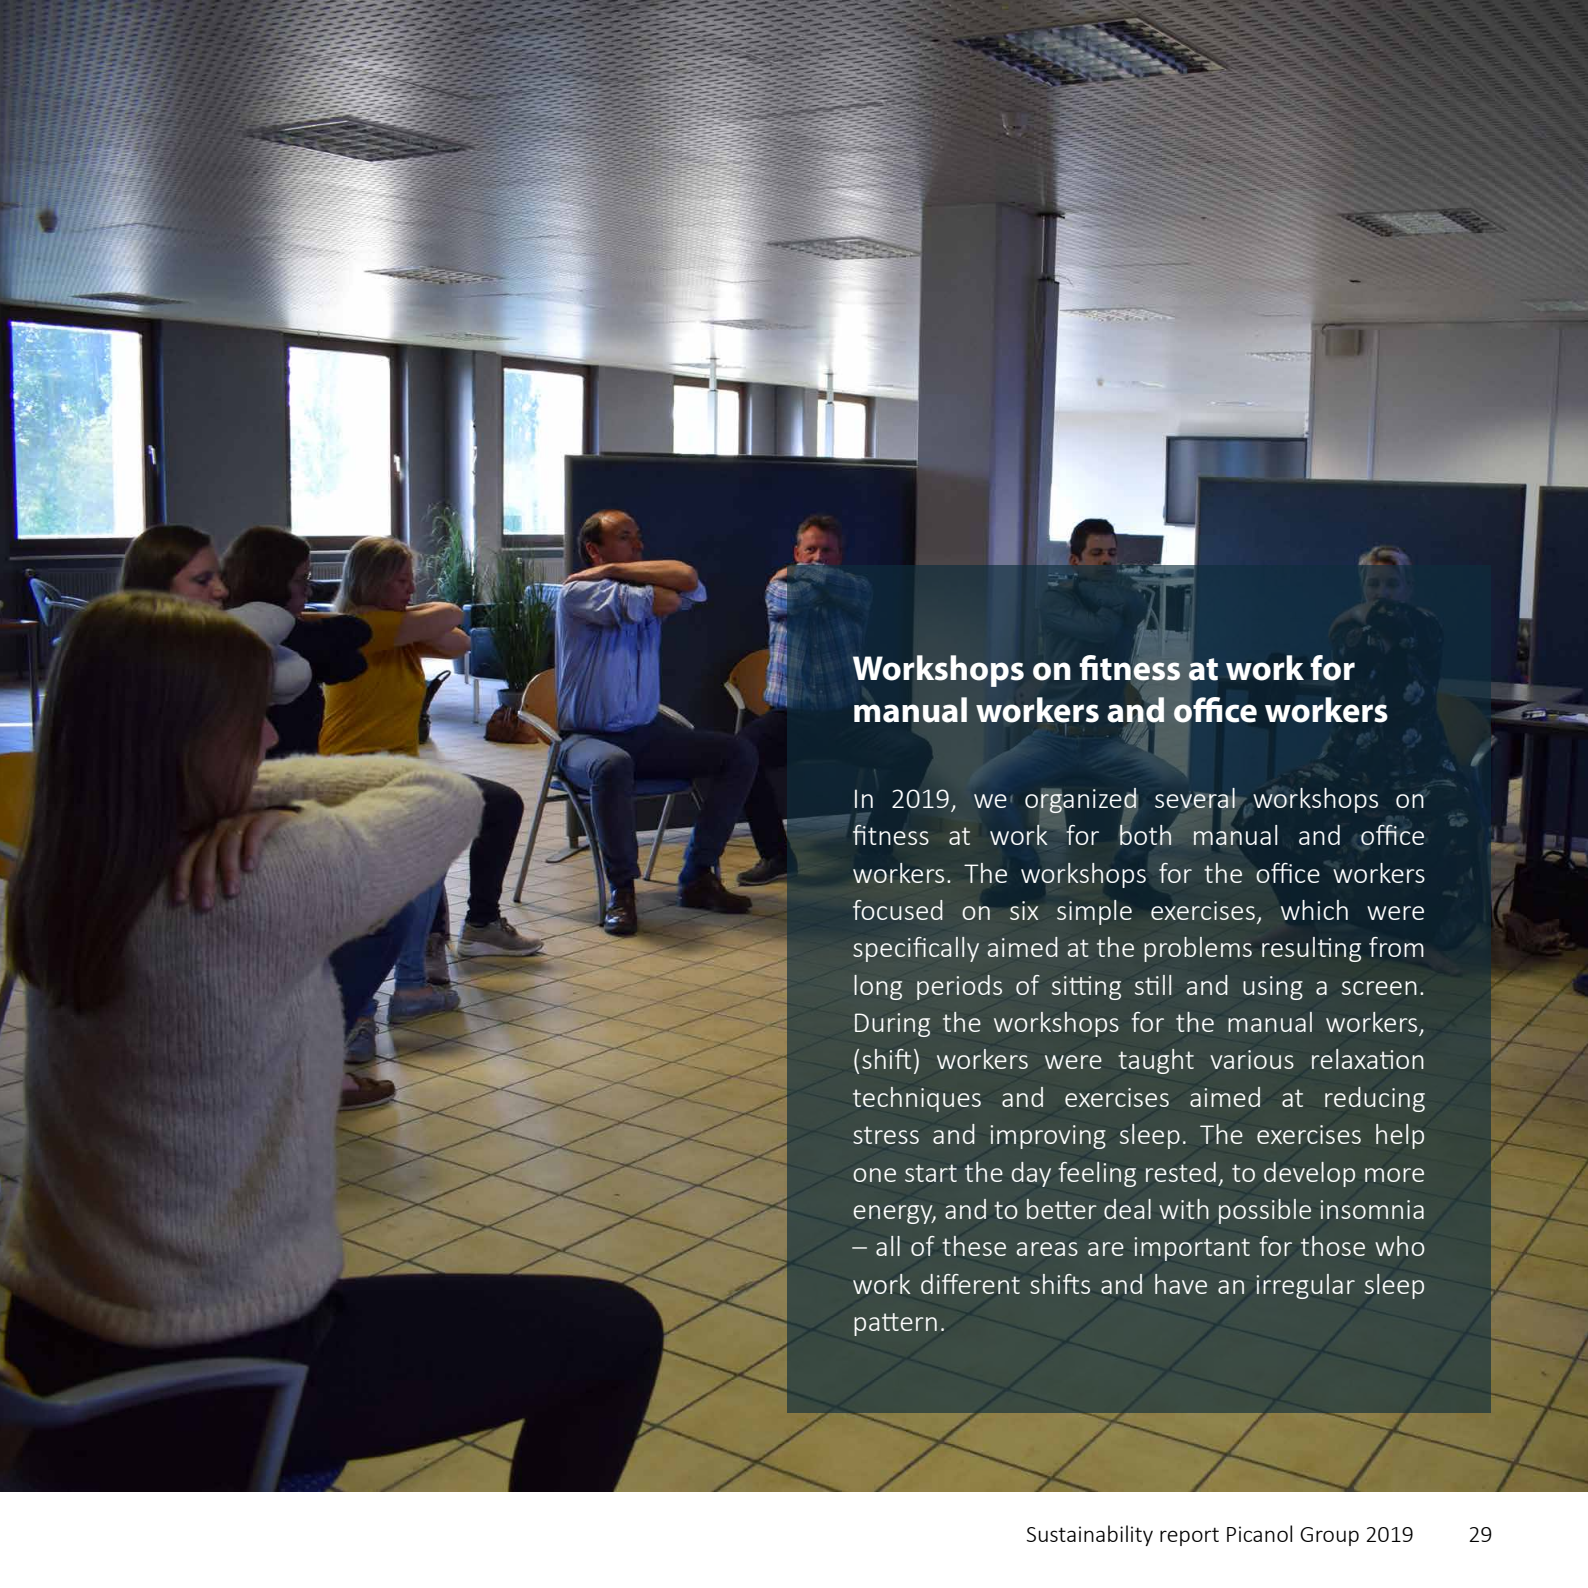 Workshops on fitness at work for
manual workers and office workers
In 2019, we organized several workshops on
fitness at work for both manual and office
workers. The workshops for the office workers
focused on six simple exercises, which were
specifically aimed at the problems resulting from
long periods of sitting still and using a screen.
During the workshops for the manual workers,
(shift) workers were taught various relaxation
techniques and exercises aimed at reducing
stress and improving sleep. The exercises help
one start the day feeling rested, to develop more
energy, and to better deal with possible insomnia
– all of these areas are important for those who
work different shifts and have an irregular sleep
pattern.
Sustainability report Picanol Group 2019 29